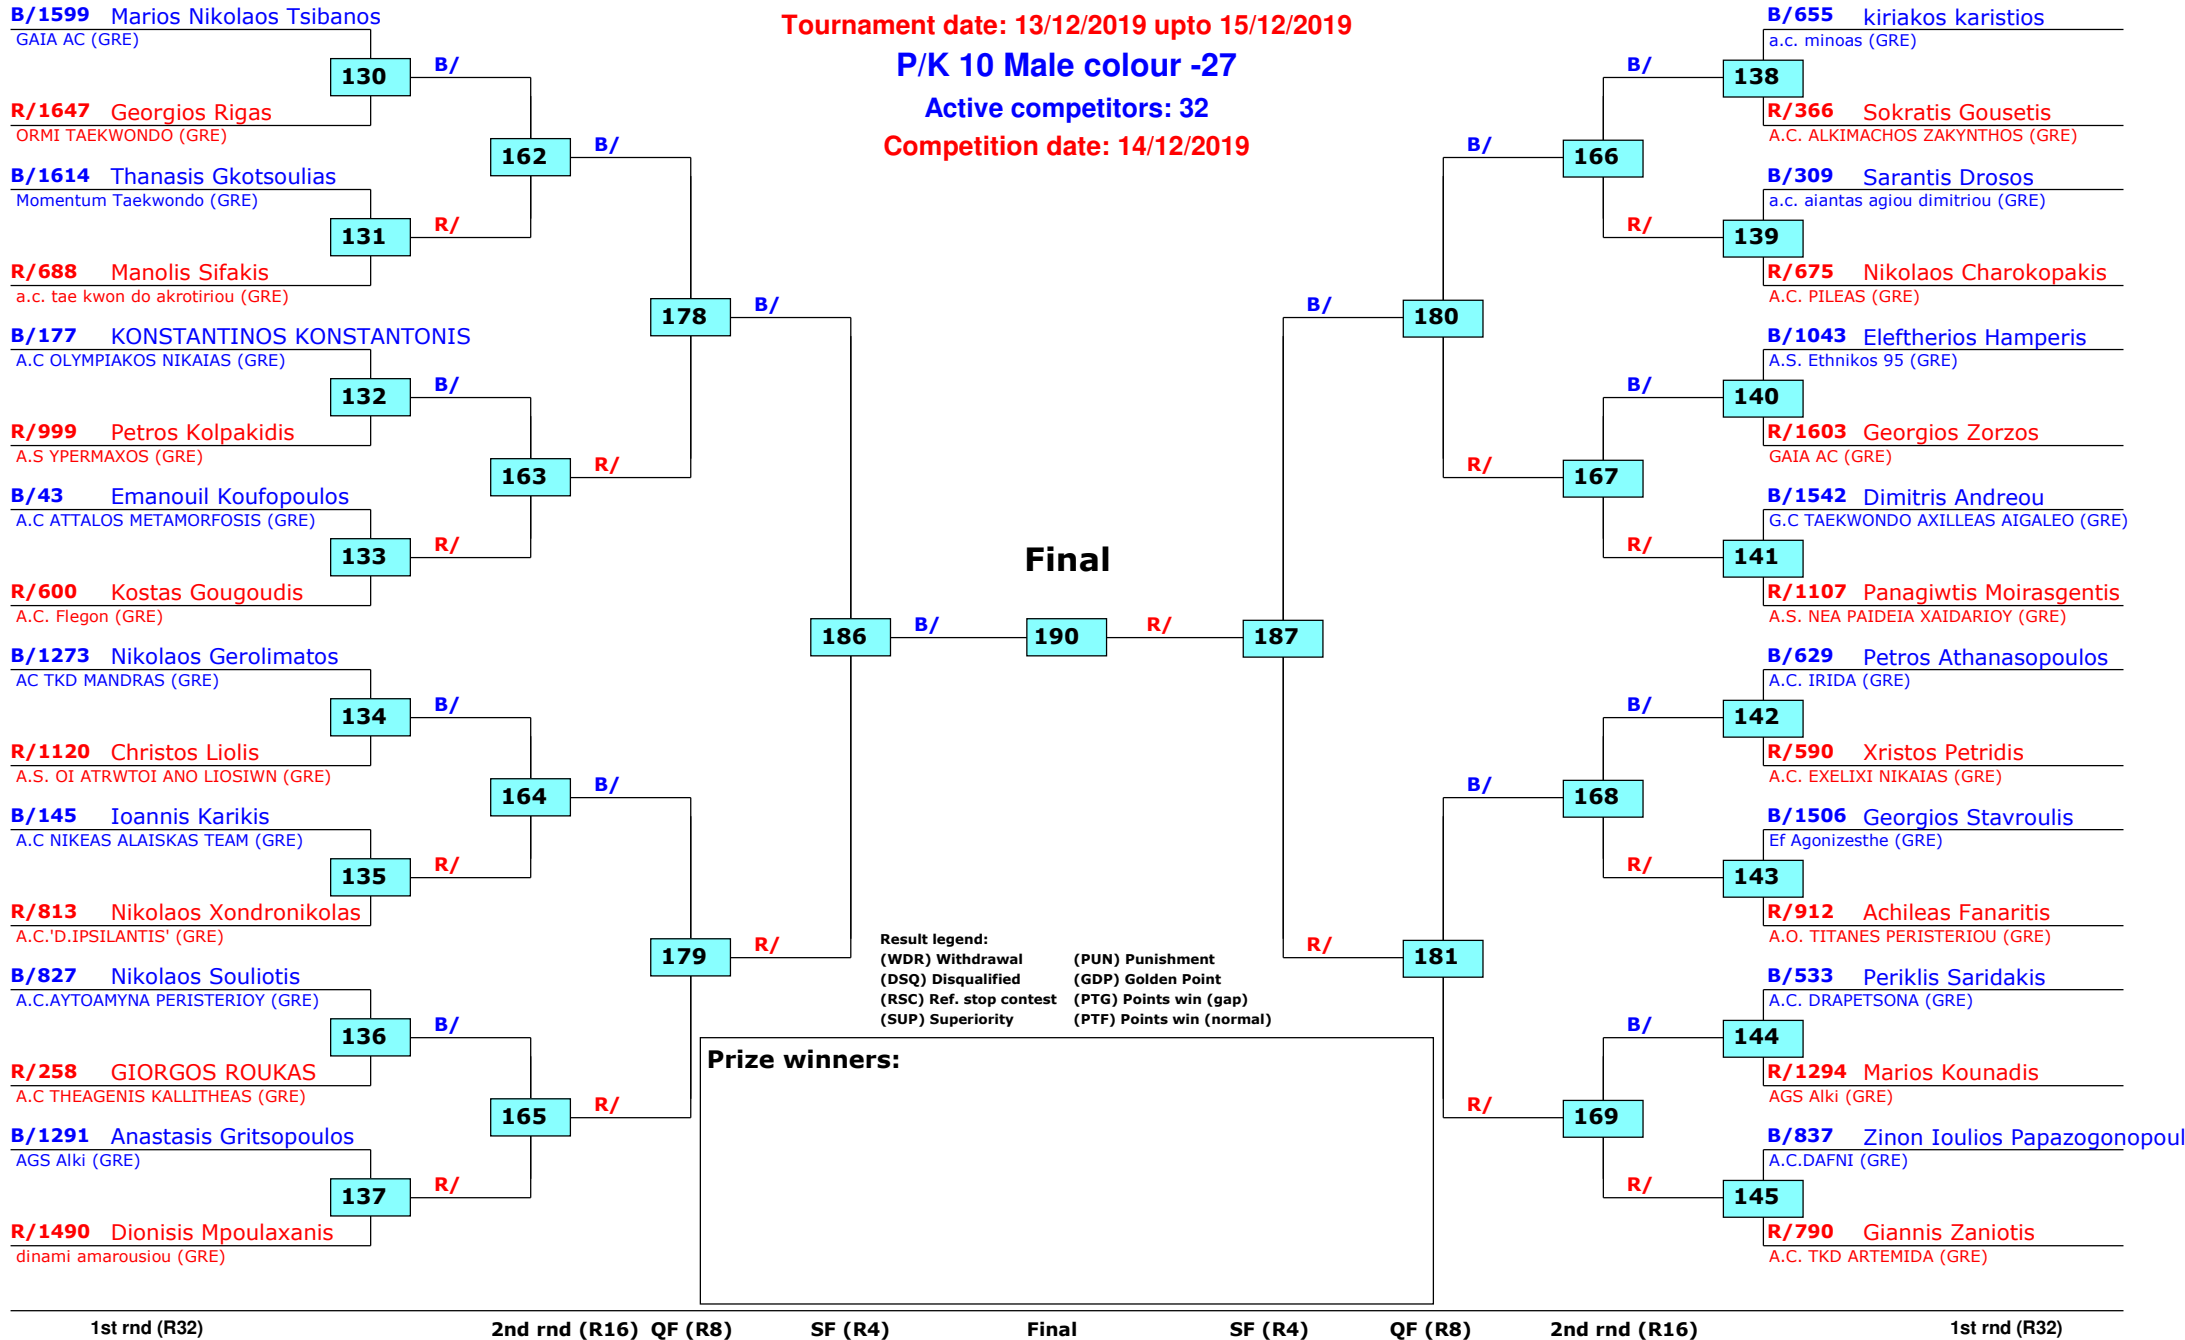 Tournament date: 13/12/2019 upto 15/12/2019
P/K 10 Male colour -27
Active competitors: 32
Competition date: 14/12/2019
B/1599 Marios Nikolaos Tsibanos
GAIA AC (GRE)
130 B/
R/1647 Georgios Rigas
ORMI TAEKWONDO (GRE)
162 B/
B/1614 Thanasis Gkotsoulias
Momentum Taekwondo (GRE)
131 R/
R/688 Manolis Sifakis
a.c. tae kwon do akrotiriou (GRE)
178 B/
B/177 KONSTANTINOS KONSTANTONIS
A.C OLYMPIAKOS NIKAIAS (GRE)
132 B/
R/999 Petros Kolpakidis
A.S YPERMAXOS (GRE)
163 R/
B/43 Emanouil Koufopoulos
A.C ATTALOS METAMORFOSIS (GRE)
133 R/
R/600 Kostas Gougoudis
A.C. Flegon (GRE)
186 B/
B/1273 Nikolaos Gerolimatos
AC TKD MANDRAS (GRE)
134 B/
R/1120 Christos Liolis
A.S. OI ATRWTOI ANO LIOSIWN (GRE)
164 B/
B/145 Ioannis Karikis
A.C NIKEAS ALAISKAS TEAM (GRE)
135 R/
R/813 Nikolaos Xondronikolas
A.C.'D.IPSILANTIS' (GRE)
179 R/
B/827 Nikolaos Souliotis
A.C.AYTOAMYNA PERISTERIOY (GRE)
136 B/
R/258 GIORGOS ROUKAS
A.C THEAGENIS KALLITHEAS (GRE)
165 R/
B/1291 Anastasis Gritsopoulos
AGS Alki (GRE)
137 R/
R/1490 Dionisis Mpoulaxanis
dinami amarousiou (GRE)
Final
190
B/655 kiriakos karistios
a.c. minoas (GRE)
B/ 138
R/366 Sokratis Gousetis
A.C. ALKIMACHOS ZAKYNTHOS (GRE)
B/ 166
B/309 Sarantis Drosos
a.c. aiantas agiou dimitriou (GRE)
R/ 139
R/675 Nikolaos Charokopakis
A.C. PILEAS (GRE)
B/ 180
B/1043 Eleftherios Hamperis
A.S. Ethnikos 95 (GRE)
B/ 140
R/1603 Georgios Zorzos
GAIA AC (GRE)
R/ 167
B/1542 Dimitris Andreou
G.C TAEKWONDO AXILLEAS AIGALEO (GRE)
R/ 141
R/1107 Panagiwtis Moirasgentis
A.S. NEA PAIDEIA XAIDARIOY (GRE)
R/ 187
B/629 Petros Athanasopoulos
A.C. IRIDA (GRE)
B/ 142
R/590 Xristos Petridis
A.C. EXELIXI NIKAIAS (GRE)
B/ 168
B/1506 Georgios Stavroulis
Ef Agonizesthe (GRE)
R/ 143
R/912 Achileas Fanaritis
A.O. TITANES PERISTERIOU (GRE)
R/ 181
B/533 Periklis Saridakis
A.C. DRAPETSONA (GRE)
B/ 144
R/1294 Marios Kounadis
AGS Alki (GRE)
R/ 169
B/837 Zinon Ioulios Papazogonopoul
A.C.DAFNI (GRE)
R/ 145
R/790 Giannis Zaniotis
A.C. TKD ARTEMIDA (GRE)
Result legend:
(WDR) Withdrawal (PUN) Punishment
(DSQ) Disqualified (GDP) Golden Point
(RSC) Ref. stop contest (PTG) Points win (gap)
(SUP) Superiority (PTF) Points win (normal)
Prize winners:
1st rnd (R32) 2nd rnd (R16) QF (R8) SF (R4) Final SF (R4) QF (R8) 2nd rnd (R16) 1st rnd (R32)